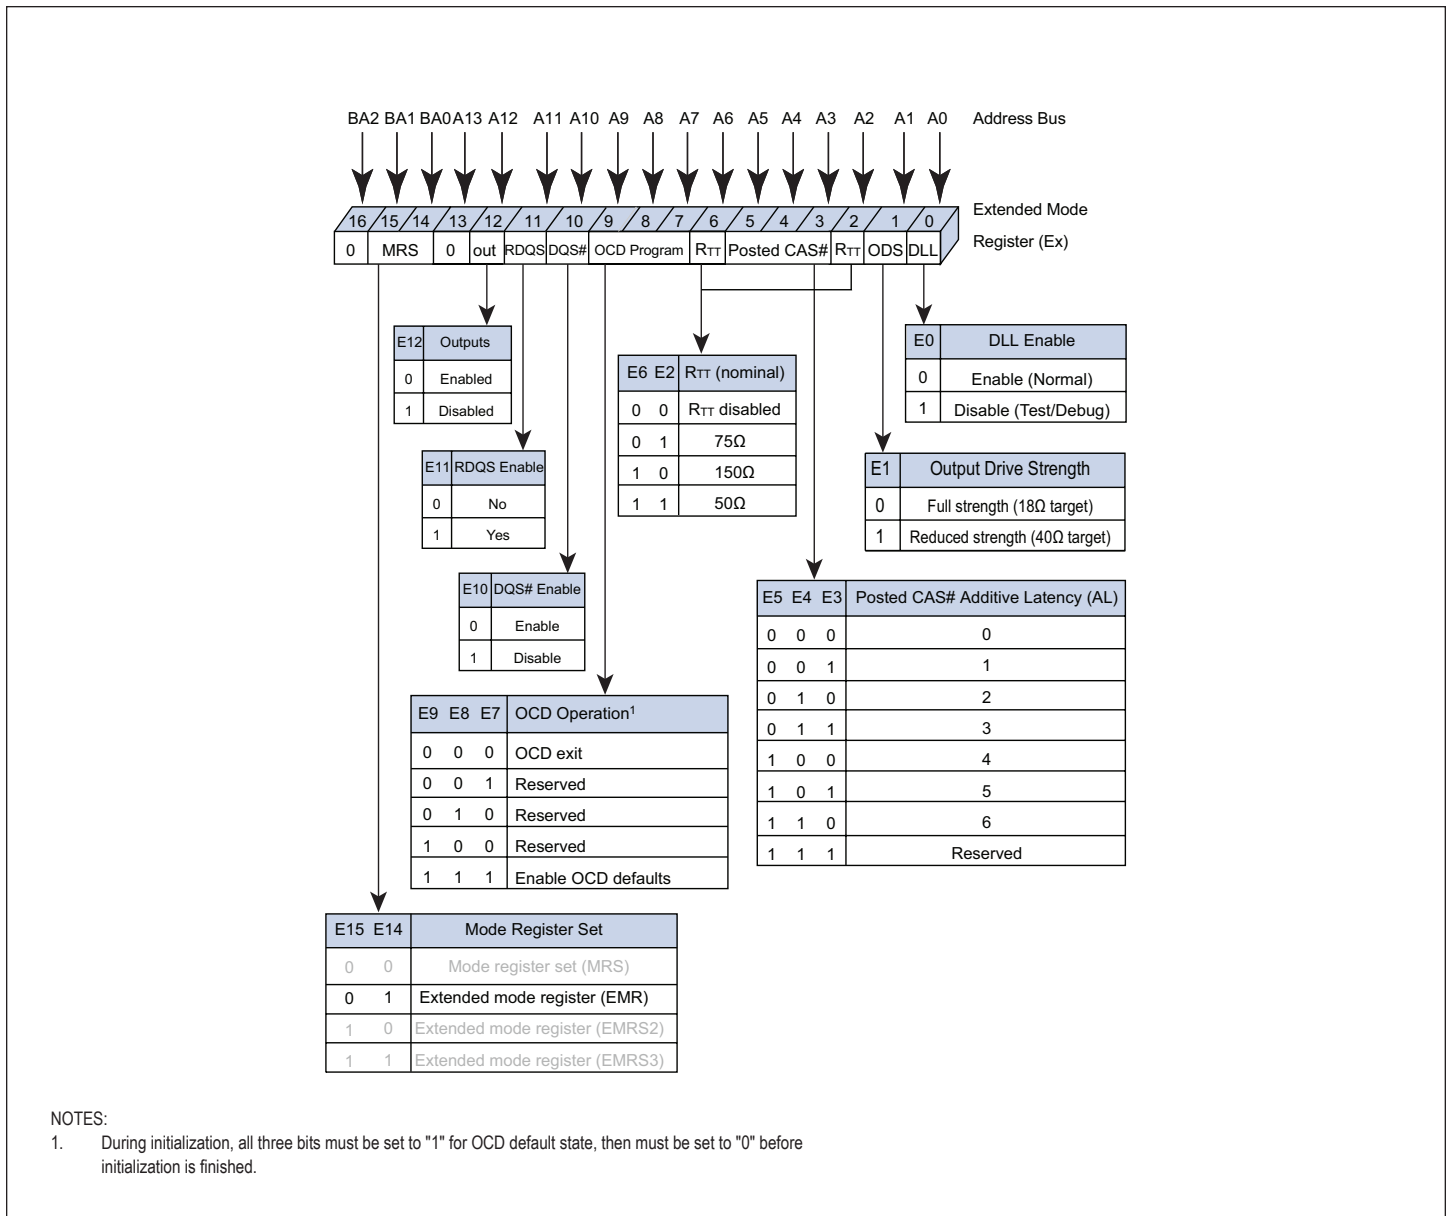 BA2 BA1 BA0 A13 A12 A11 A10 A9 A8 A7 A6 A5 A4 A3 A2 A1 A0 Address Bus
16 15 14 13 12 11 10 9 8 7 6 5 4 3 2 1 0 Extended Mode
Register (Ex)
0 MRS 0 out RDQS DQS# OCD Program RTT Posted CAS# RTT ODS DLL
E12 Outputs
0 Enabled
1 Disabled
E0 DLL Enable
0 Enable (Normal)
1 Disable (Test/Debug)
E6 E2 RTT (nominal)
0 0 RTT disabled
0 1 75Ω
1 0 150Ω
1 1 50Ω
E11 RDQS Enable
0 No
1 Yes
E1 Output Drive Strength
0 Full strength (18Ω target)
1 Reduced strength (40Ω target)
E10 DQS# Enable
0 Enable
1 Disable
E5 E4 E3 Posted CAS# Additive Latency (AL)
0 0 0 0
0 0 1 1
0 1 0 2
0 1 1 3
1 0 0 4
1 0 1 5
1 1 0 6
1 1 1 Reserved
E9 E8 E7 OCD Operation1
0 0 0 OCD exit
0 0 1 Reserved
0 1 0 Reserved
1 0 0 Reserved
1 1 1 Enable OCD defaults
E15 E14 Mode Register Set
0 0 Mode register set (MRS)
0 1 Extended mode register (EMR)
1 0 Extended mode register (EMRS2)
1 1 Extended mode register (EMRS3)
NOTES:
1. During initialization, all three bits must be set to "1" for OCD default state, then must be set to "0" before
initialization is finished.